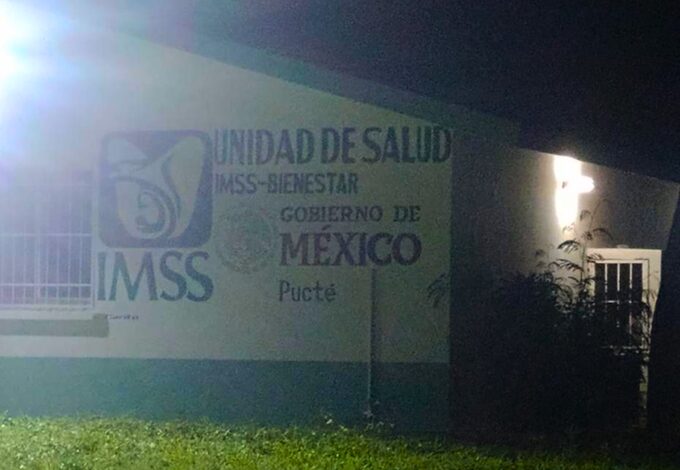 UNIDAD DE SALUD
IMSS-BIENESTAR
IMSS
GOBIERNO DE
MÉXICO
Pucté